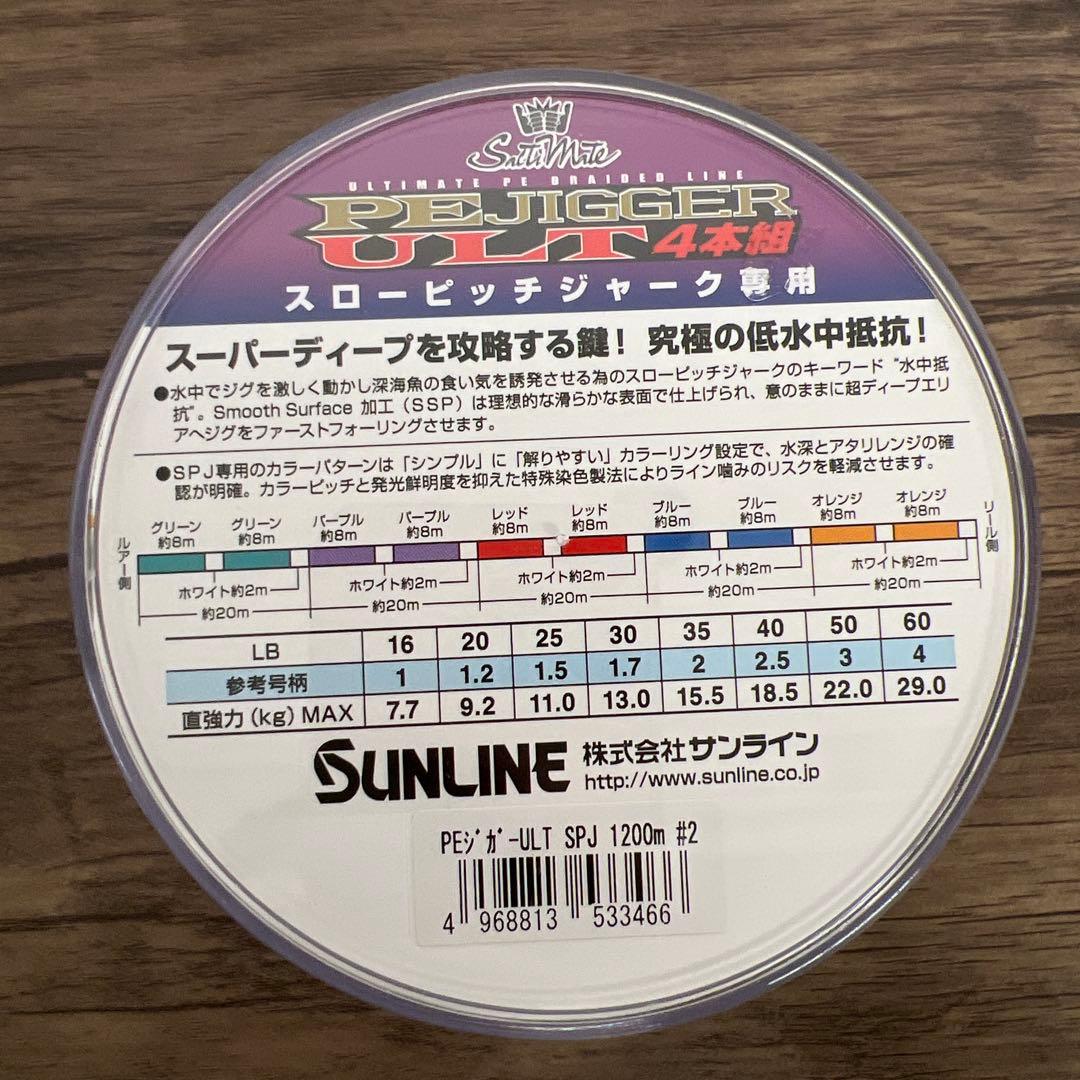 SaltiMate
ULTIMATE PE BRAIDED LINE
PEJIGGER
ULT 4本組
スローピッチジャーク専用
スーパーディープを攻略する鍵！ 究極の低水中抵抗！
●水中でジグを激しく動かし深海魚の食い気を誘発させる為のスローピッチジャークのキーワード “水中抵
抗”。Smooth Surface 加工（SSP）は理想的な滑らかな表面で仕上げられ、意のままに超ディープエリ
アへジグをファーストフォーリングさせます。
●SPJ専用のカラーパターンは「シンプル」に「解りやすい」カラーリング設定で、水深とアタリレンジの確
認が明確。カラーピッチと発光鮮明度を抑えた特殊染色製法によりライン噛みのリスクを軽減させます。
グリーン グリーン パープル パープル レッド レッド ブルー ブルー オレンジ オレンジ
約8m 約8m 約8m 約8m 約8m 約8m 約8m 約8m 約8m 約8m
ルアー側
リール側
ホワイト約2m ホワイト約2m ホワイト約2m ホワイト約2m ホワイト約2m
約20m 約20m 約20m 約20m 約20m
LB 16 20 25 30 35 40 50 60
参考号柄 1 1.2 1.5 1.7 2 2.5 3 4
直強力（kg）MAX 7.7 9.2 11.0 13.0 15.5 18.5 22.0 29.0
SUNLINE 株式会社サンライン
http://www.sunline.co.jp
PEｼﾞｶﾞｰULT SPJ 1200m #2
4 968813 533466